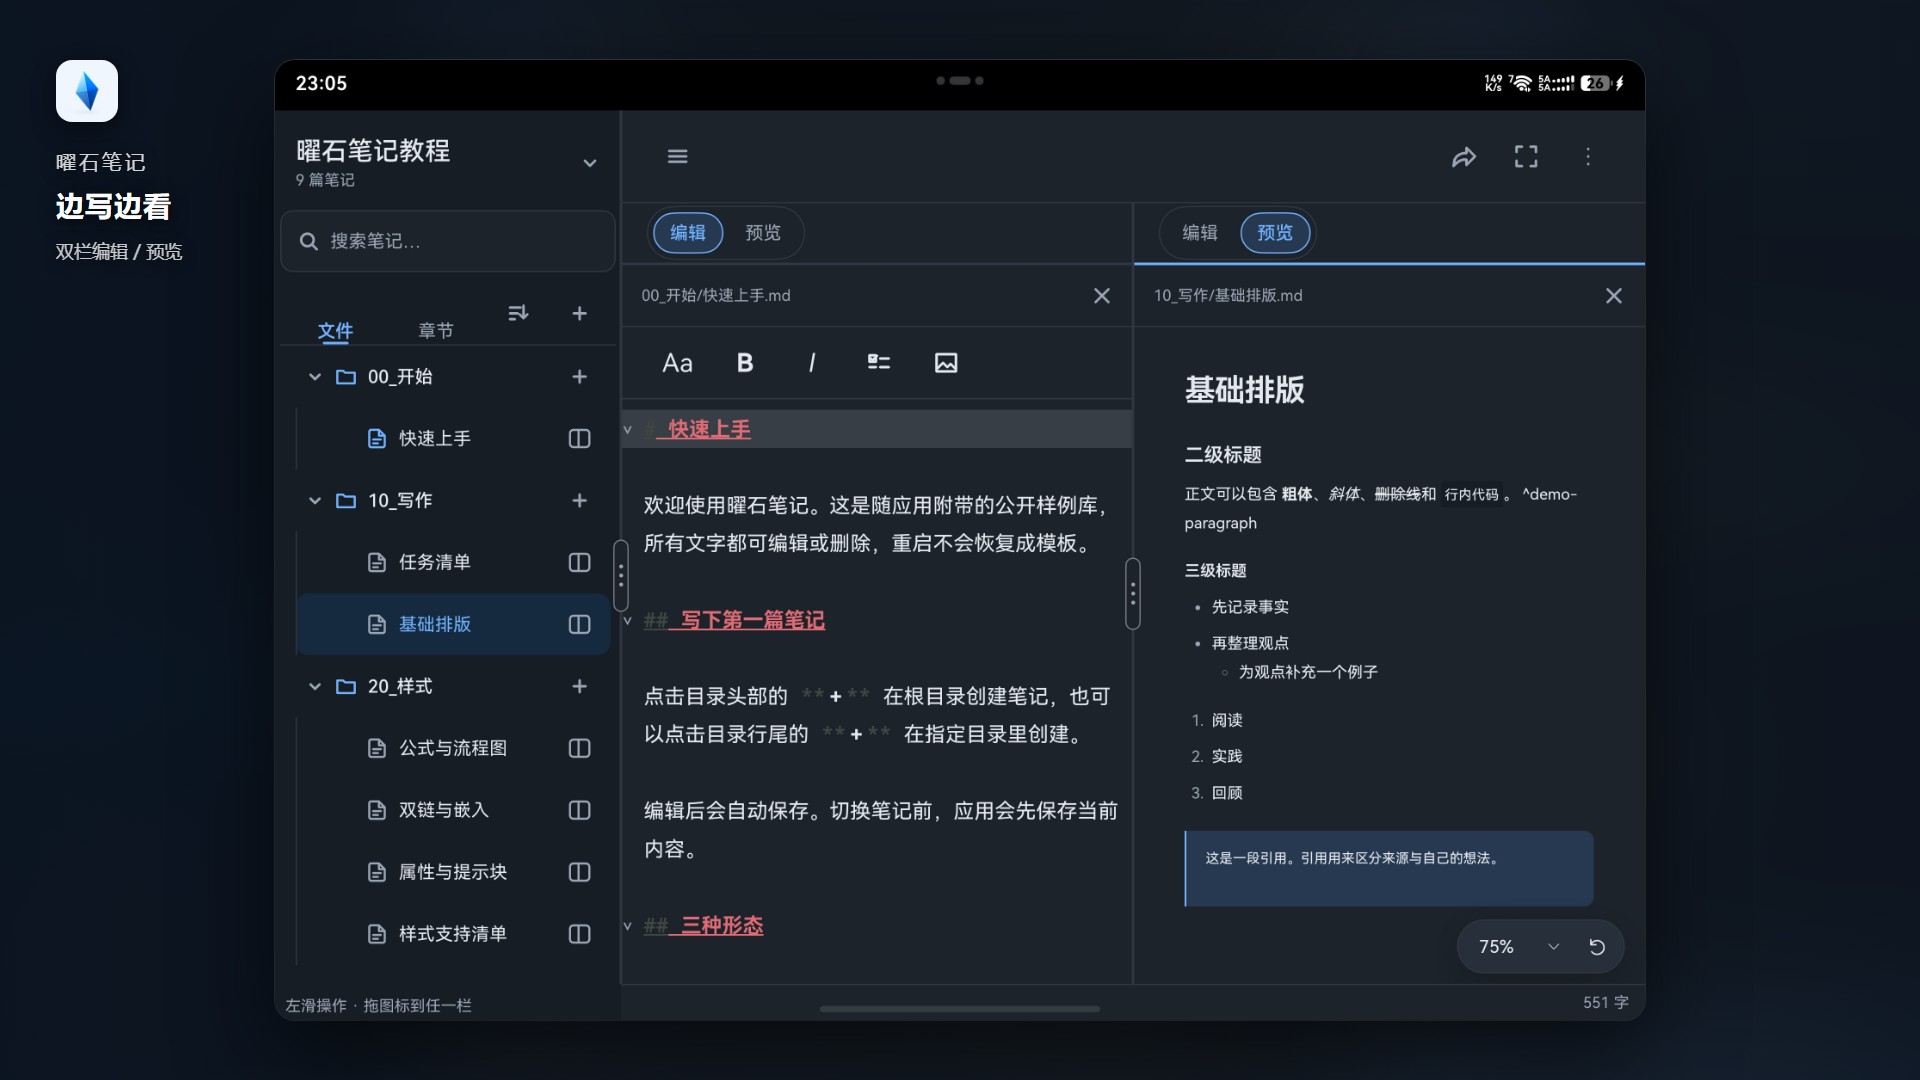 曜石笔记
边写边看
双栏编辑 / 预览
23:05
149 K/s
7
5A
5A
26
曜石笔记教程
9 篇笔记
搜索笔记...
文件
章节
00_开始
快速上手
10_写作
任务清单
基础排版
20_样式
公式与流程图
双链与嵌入
属性与提示块
样式支持清单
左滑操作 · 拖图标到任一栏
编辑
预览
00_开始/快速上手.md
Aa B I
# 快速上手
欢迎使用曜石笔记。这是随应用附带的公开样例库，
所有文字都可编辑或删除，重启不会恢复成模板。
## 写下第一篇笔记
点击目录头部的 **+** 在根目录创建笔记，也可
以点击目录行尾的 **+** 在指定目录里创建。
编辑后会自动保存。切换笔记前，应用会先保存当前
内容。
## 三种形态
编辑
预览
10_写作/基础排版.md
基础排版
二级标题
正文可以包含 粗体、斜体、删除线和 行内代码 。 ^demo-
paragraph
三级标题
• 先记录事实
• 再整理观点
◦ 为观点补充一个例子
1. 阅读
2. 实践
3. 回顾
这是一段引用。引用用来区分来源与自己的想法。
75%
551 字